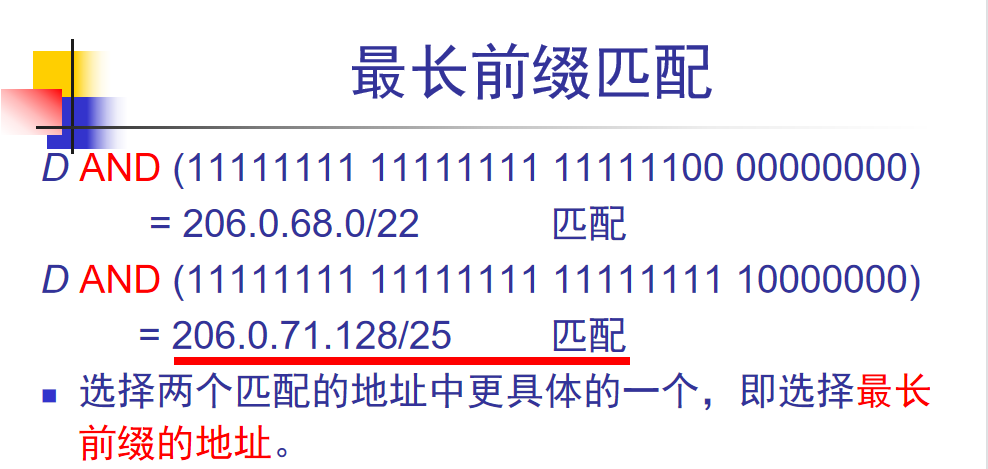 最长前缀匹配
D AND (11111111 11111111 11111100 00000000)
= 206.0.68.0/22 匹配
D AND (11111111 11111111 11111111 10000000)
= 206.0.71.128/25 匹配
■ 选择两个匹配的地址中更具体的一个，即选择最长
前缀的地址。